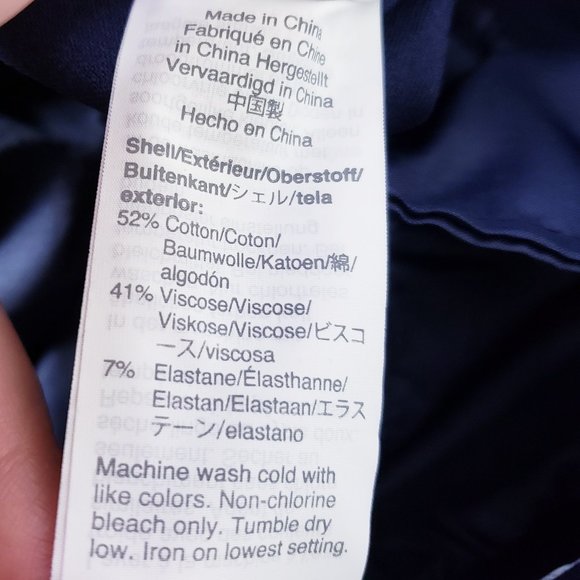 Made in China
Fabriqué en Chine
in China Hergestellt
Vervaardigd in China
中国製
Hecho en China
Shell/Extérieur/Oberstoff/
Buitenkant/シェル/tela
exterior:
52% Cotton/Coton/
Baumwolle/Katoen/綿/
algodón
41% Viscose/Viscose/
Viskose/Viscose/ビスコ
ース/viscosa
7% Elastane/Élasthanne/
Elastan/Elastaan/エラス
テーン/elastano
Machine wash cold with
like colors. Non-chlorine
bleach only. Tumble dry
low. Iron on lowest setting.